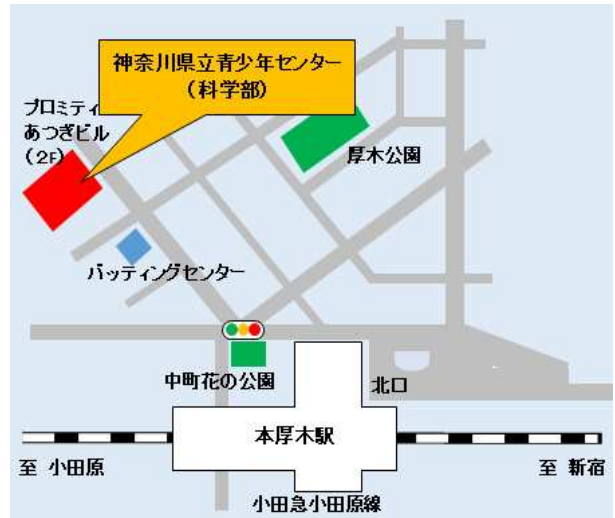 神奈川県立青少年センター
（科学部）
プロミティ
あつぎビル
（2F）
厚木公園
バッティングセンター
中町花の公園
北口
本厚木駅
至 小田原
至 新宿
小田急小田原線